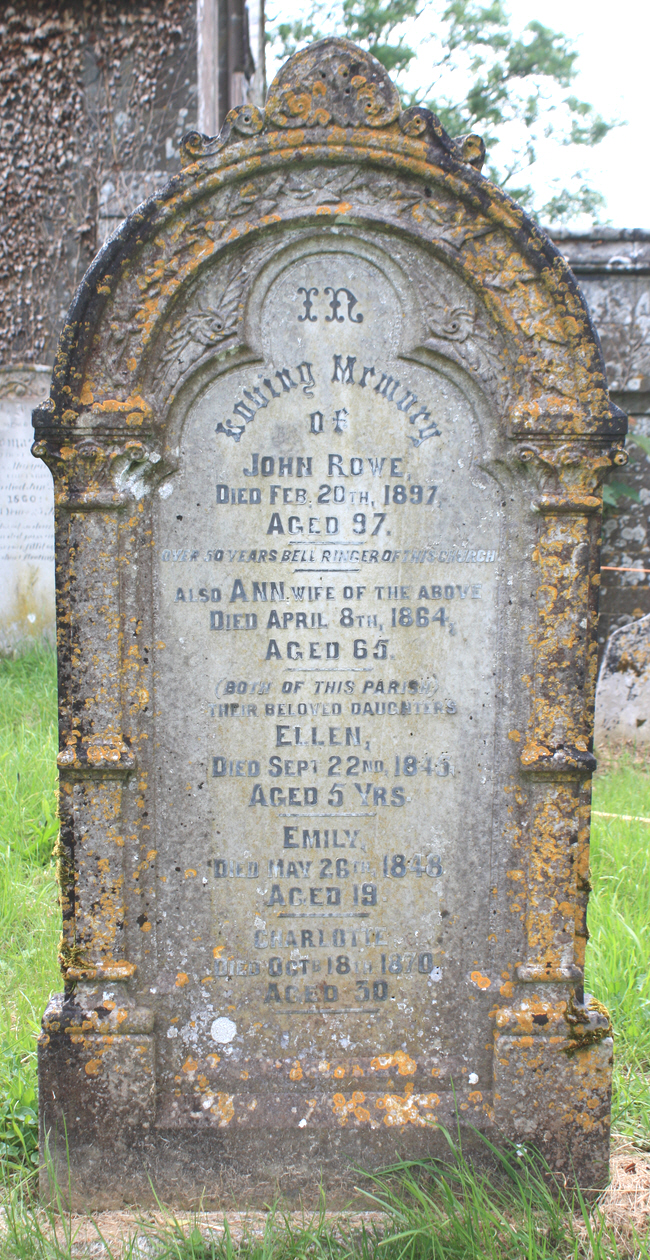 IN
Loving Memory
of
JOHN ROWE,
DIED FEB. 20TH, 1897,
AGED 97.
OVER 50 YEARS BELL RINGER OF THIS CHURCH
ALSO ANN, WIFE OF THE ABOVE
DIED APRIL 8TH, 1864,
AGED 65.
(BOTH OF THIS PARISH)
THEIR BELOVED DAUGHTERS
ELLEN,
DIED SEPT 22ND,
AGED 5 YRS.
EMILY,
DIED MAY 26TH, 1848
AGED 19
CHARLOTTE
DIED OCTR 18TH 1870
AGED 30.